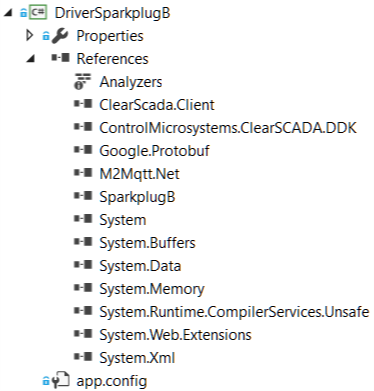 C# DriverSparkplugB
Properties
References
Analyzers
ClearScada.Client
ControlMicrosystems.ClearSCADA.DDK
Google.Protobuf
M2Mqtt.Net
SparkplugB
System
System.Buffers
System.Data
System.Memory
System.Runtime.CompilerServices.Unsafe
System.Web.Extensions
System.Xml
app.config